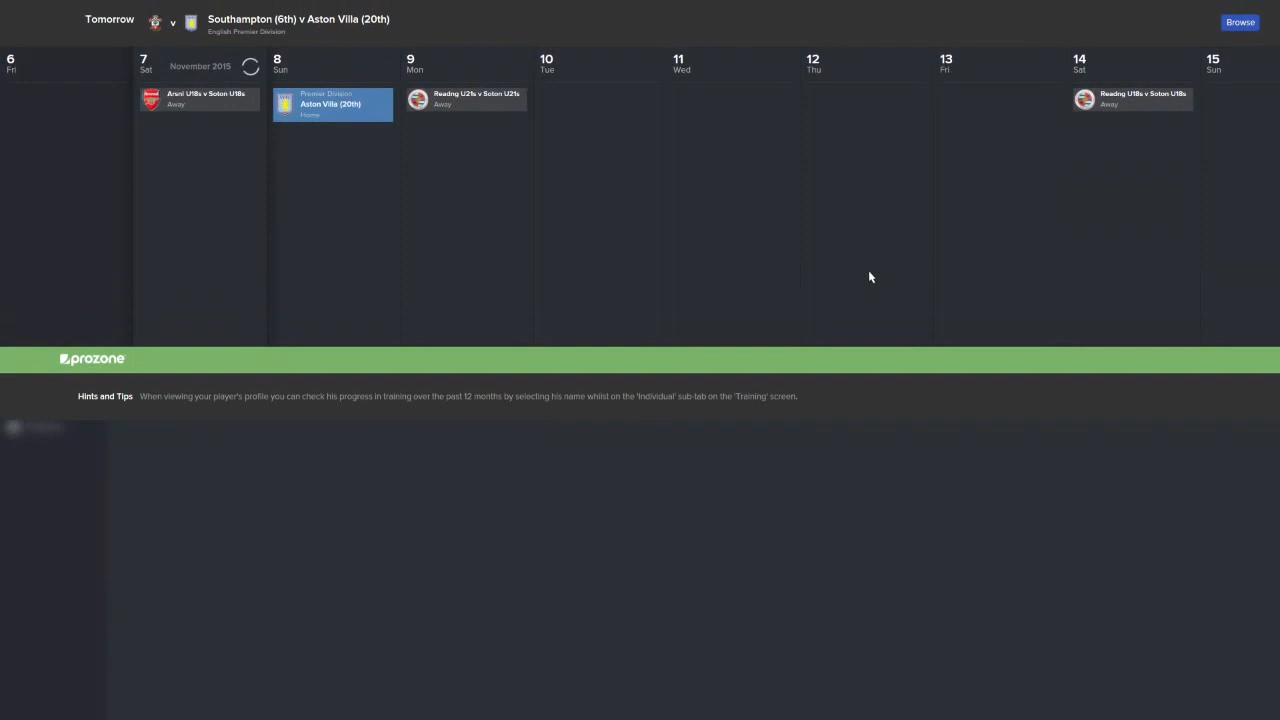 Tomorrow v Southampton (6th) v Aston Villa (20th)
English Premier Division
Browse
6 7 8 9 10 11 12 13 14 15
Fri Sat November 2015 Sun Mon Tue Wed Thu Fri Sat Sun
Arsnl U18s v Soton U18s
Away
Premier Division
Aston Villa (20th)
Home
Readng U21s v Soton U21s
Away
Readng U18s v Soton U18s
Away
prozone
Hints and Tips When viewing your player's profile you can check his progress in training over the past 12 months by selecting his name whilst on the 'Individual' sub-tab on the 'Training' screen.